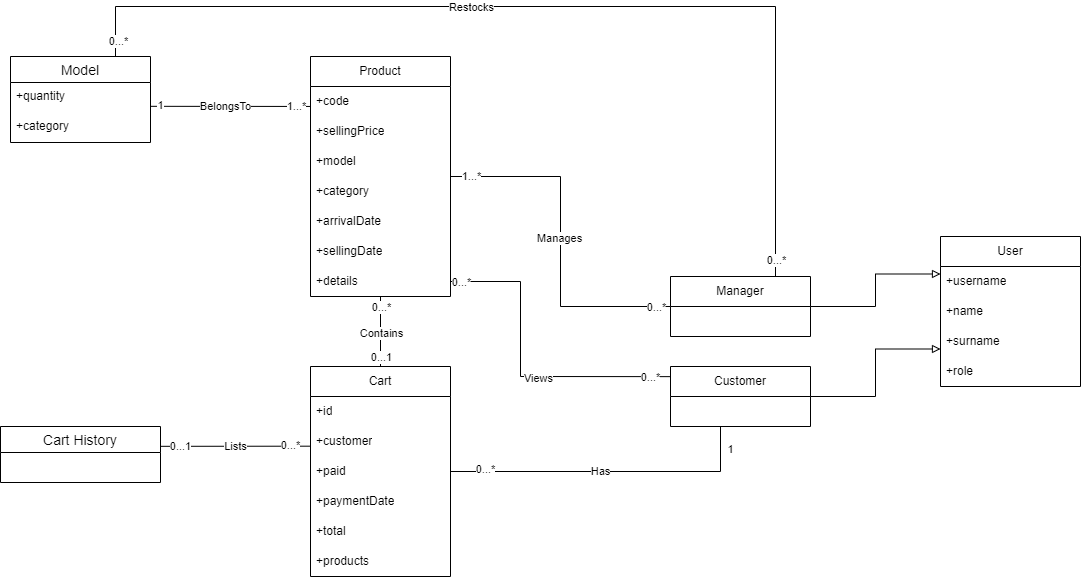 Restocks
0...*
Model
+quantity
+category
1
BelongsTo
1...*
Product
+code
+sellingPrice
+model
+category
+arrivalDate
+sellingDate
+details
1...*
Manages
0...*
0...*
Manager
User
+username
+name
+surname
+role
0...*
Views
0...*
Customer
0...*
Contains
0...1
Cart
+id
+customer
+paid
+paymentDate
+total
+products
Cart History
0...1
Lists
0...*
0...*
Has
1